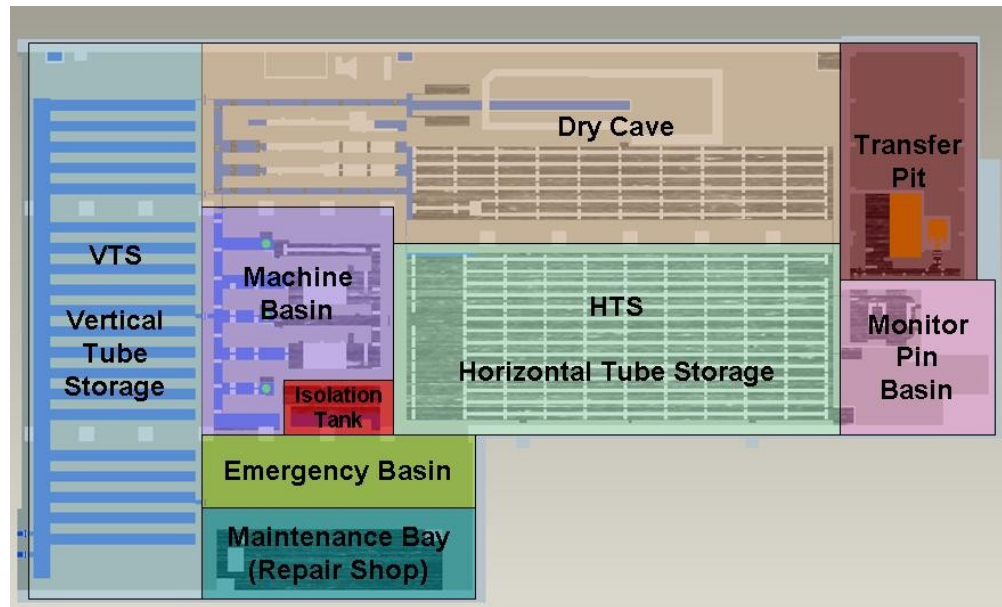 Dry Cave
Transfer
Pit
VTS
Vertical
Tube
Storage
Machine
Basin
Isolation
Tank
HTS
Horizontal Tube Storage
Monitor
Pin
Basin
Emergency Basin
Maintenance Bay
(Repair Shop)